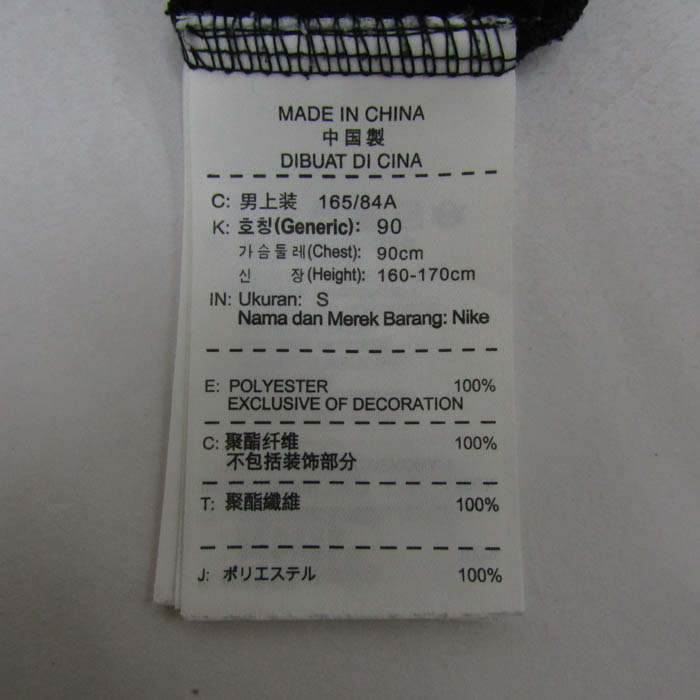 MADE IN CHINA
中国製
DIBUAT DI CINA
C: 男上装 165/84A
K: 호칭(Generic): 90
가슴둘레(Chest): 90cm
신 장(Height): 160-170cm
IN: Ukuran: S
Nama dan Merek Barang: Nike
E: POLYESTER 100%
EXCLUSIVE OF DECORATION
C: 聚酯纤维 100%
不包括装饰部分
T: 聚酯纖維 100%
J: ポリエステル 100%